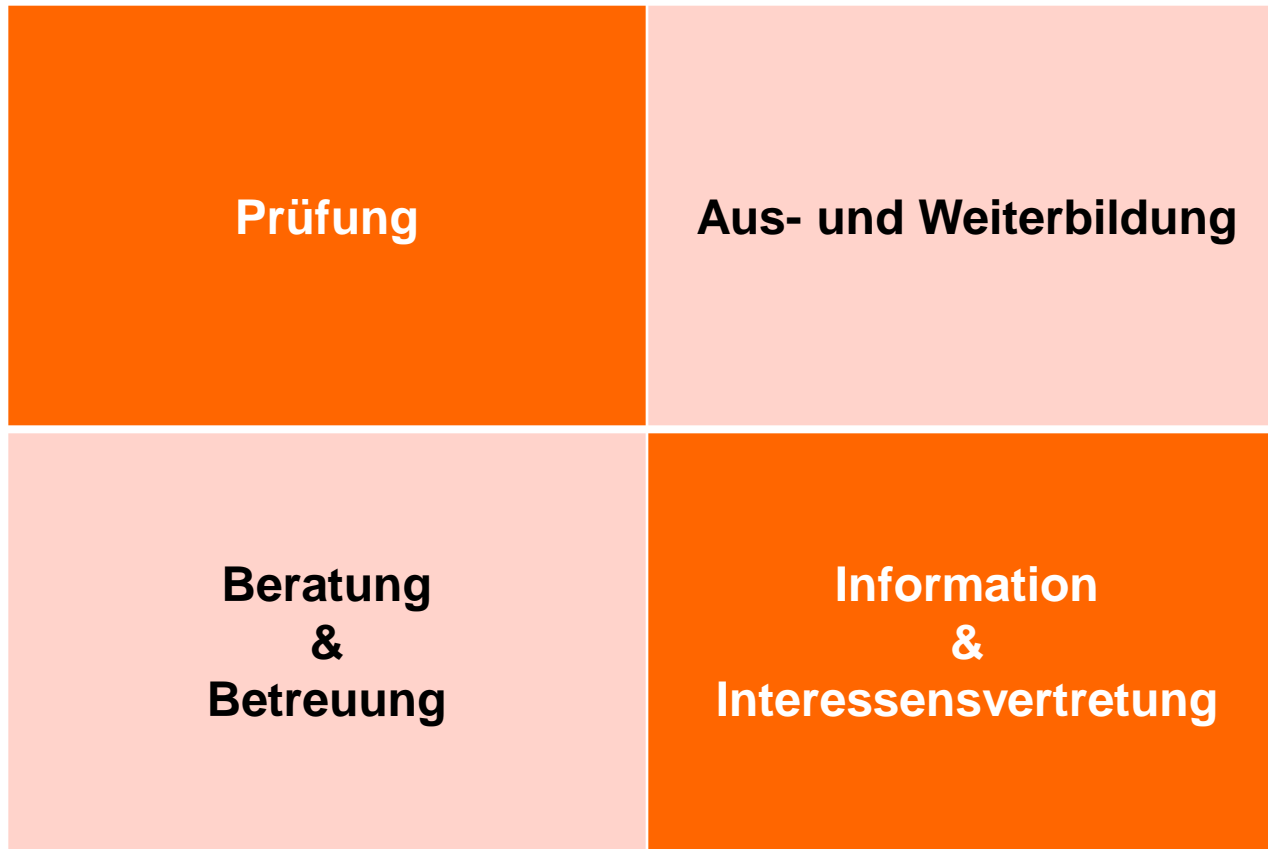 Prüfung
Aus- und Weiterbildung
Beratung
&
Betreuung
Information
&
Interessensvertretung